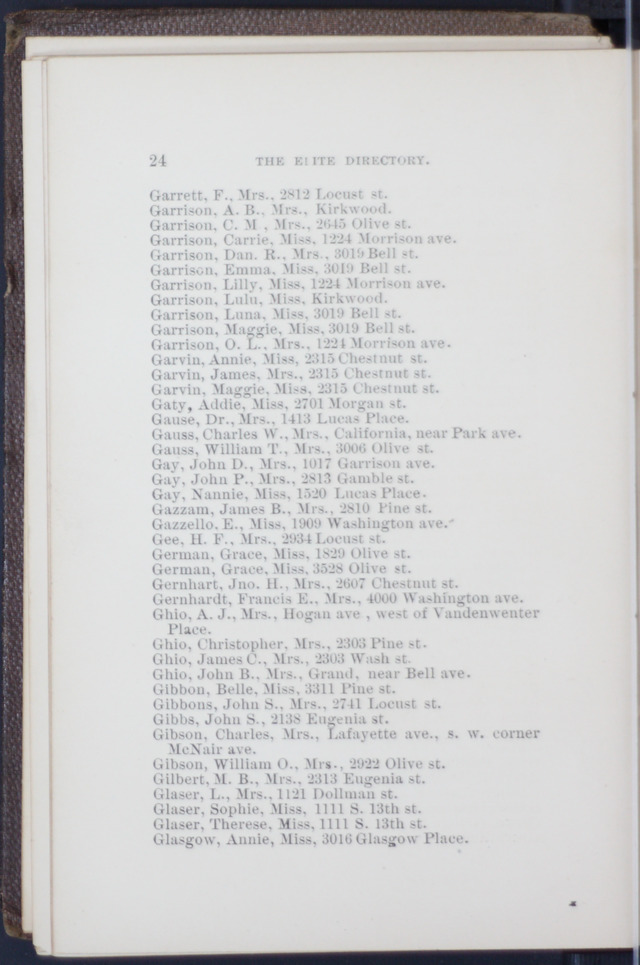 24 THE ELITE DIRECTORY.
Garrett, F., Mrs., 2812 Locust st.
Garrison, A. B., Mrs., Kirkwood.
Garrison, C. M , Mrs., 2645 Olive st.
Garrison, Carrie, Miss, 1224 Morrison ave.
Garrison, Dan. R., Mrs., 3019 Bell st.
Garrison, Emma, Miss, 3019 Bell st.
Garrison, Lilly, Miss, 1224 Morrison ave.
Garrison, Lulu, Miss, Kirkwood.
Garrison, Luna, Miss, 3019 Bell st.
Garrison, Maggie, Miss, 3019 Bell st.
Garrison, O. L., Mrs., 1224 Morrison ave.
Garvin, Annie, Miss, 2315 Chestnut st.
Garvin, James, Mrs., 2315 Chestnut st.
Garvin, Maggie, Miss, 2315 Chestnut st.
Gaty, Addie, Miss, 2701 Morgan st.
Gause, Dr., Mrs., 1413 Lucas Place.
Gauss, Charles W., Mrs., California, near Park ave.
Gauss, William T., Mrs., 3006 Olive st.
Gay, John D., Mrs., 1017 Garrison ave.
Gay, John P., Mrs., 2813 Gamble st.
Gay, Nannie, Miss, 1520 Lucas Place.
Gazzam, James B., Mrs., 2810 Pine st.
Gazzello, E., Miss, 1909 Washington ave.
Gee, H. F., Mrs., 2934 Locust st.
German, Grace, Miss, 1829 Olive st.
German, Grace, Miss, 3528 Olive st.
Gernhart, Jno. H., Mrs., 2607 Chestnut st.
Gernhardt, Francis E., Mrs., 4000 Washington ave.
Ghio, A. J., Mrs., Hogan ave , west of Vandenwenter
Place.
Ghio, Christopher, Mrs., 2303 Pine st.
Ghio, James C., Mrs., 2303 Wash st.
Ghio, John B., Mrs., Grand, near Bell ave.
Gibbon, Belle, Miss, 3311 Pine st.
Gibbons, John S., Mrs., 2741 Locust st.
Gibbs, John S., 2138 Eugenia st.
Gibson, Charles, Mrs., Lafayette ave., s. w. corner
McNair ave.
Gibson, William O., Mrs., 2922 Olive st.
Gilbert, M. B., Mrs., 2313 Eugenia st.
Glaser, L., Mrs., 1121 Dollman st.
Glaser, Sophie, Miss, 1111 S. 13th st.
Glaser, Therese, Miss, 1111 S. 13th st.
Glasgow, Annie, Miss, 3016 Glasgow Place.